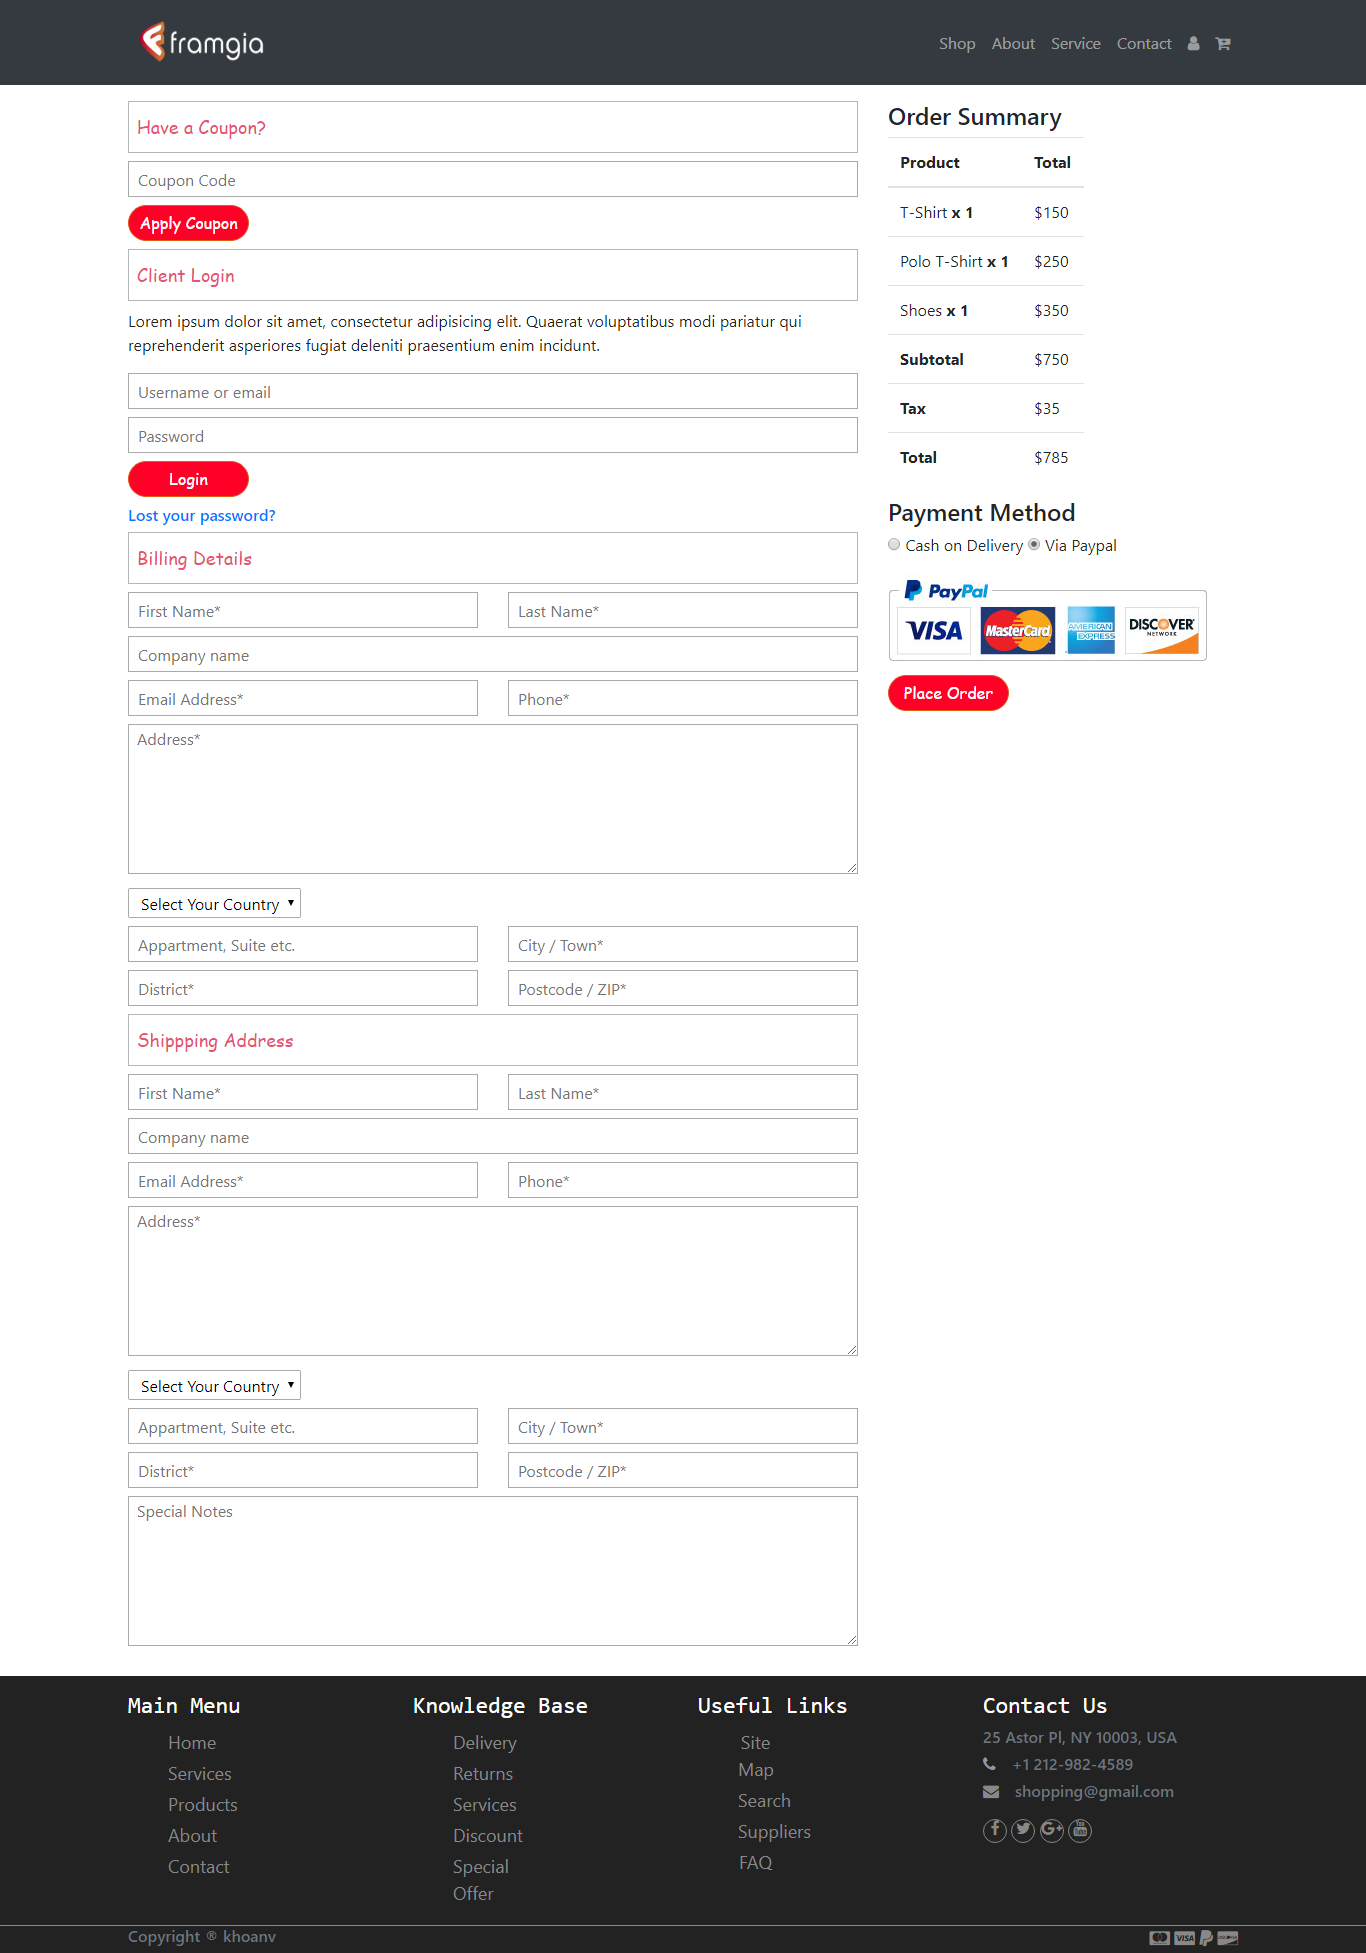 framgia
Shop About Service Contact
Have a Coupon?
Coupon Code
Apply Coupon
Client Login
Lorem ipsum dolor sit amet, consectetur adipisicing elit. Quaerat voluptatibus modi pariatur qui
reprehenderit asperiores fugiat deleniti praesentium enim incidunt.
Username or email
Password
Login
Lost your password?
Billing Details
First Name* Last Name*
Company name
Email Address* Phone*
Address*
Select Your Country
Appartment, Suite etc. City / Town*
District* Postcode / ZIP*
Shippping Address
First Name* Last Name*
Company name
Email Address* Phone*
Address*
Select Your Country
Appartment, Suite etc. City / Town*
District* Postcode / ZIP*
Special Notes
Order Summary
Product Total
T-Shirt x 1 $150
Polo T-Shirt x 1 $250
Shoes x 1 $350
Subtotal $750
Tax $35
Total $785
Payment Method
Cash on Delivery Via Paypal
PayPal
VISA MasterCard AMERICAN EXPRESS DISCOVER NETWORK
Place Order
Main Menu
Home
Services
Products
About
Contact
Knowledge Base
Delivery
Returns
Services
Discount
Special
Offer
Useful Links
Site
Map
Search
Suppliers
FAQ
Contact Us
25 Astor Pl, NY 10003, USA
+1 212-982-4589
shopping@gmail.com
Copyright ® khoanv
VISA